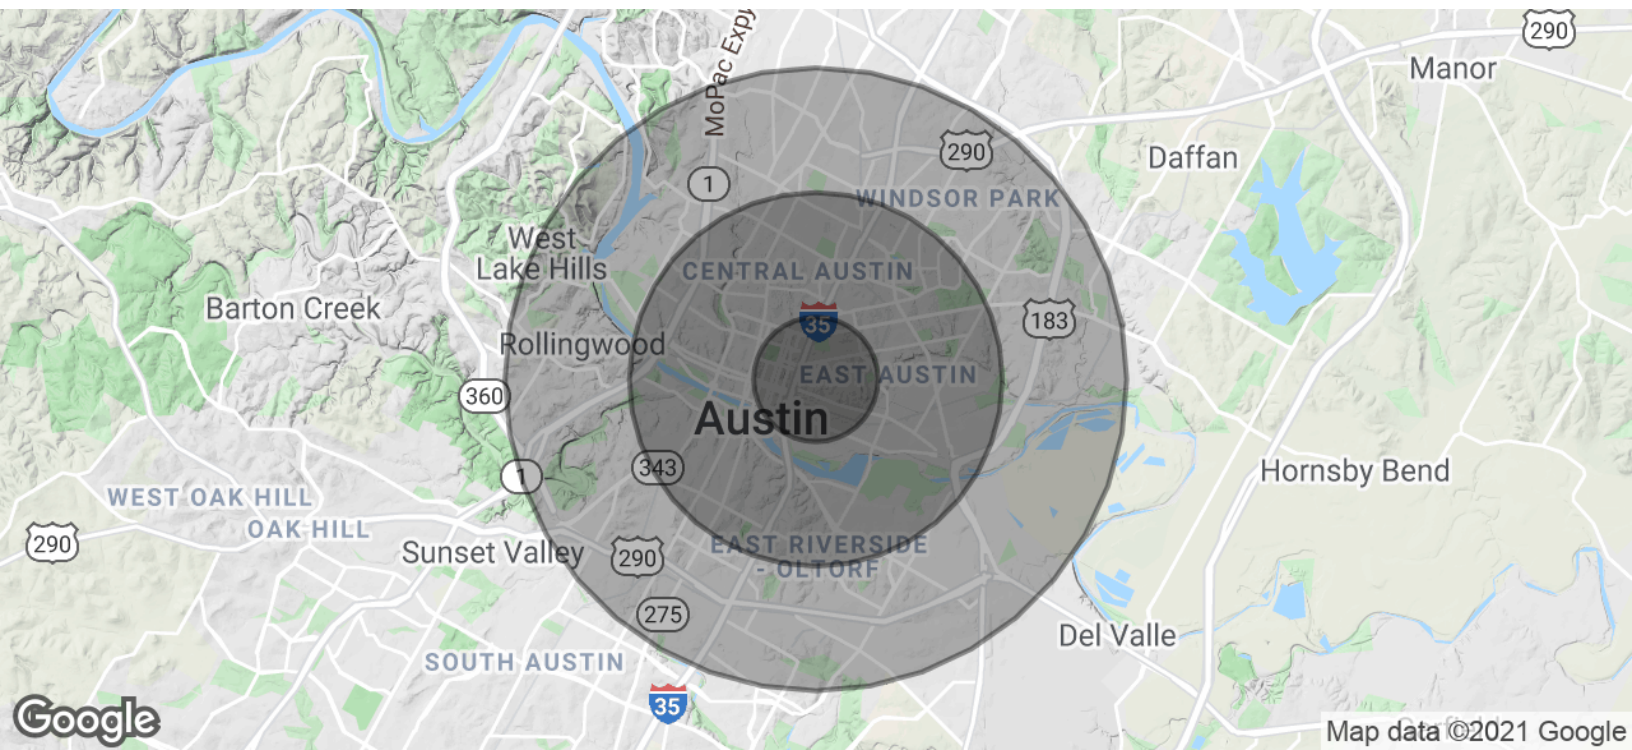 290
Manor
MoPac Expy
290
Daffan
1
WINDSOR PARK
West
Lake Hills
CENTRAL AUSTIN
Barton Creek
35
183
Rollingwood
EAST AUSTIN
360
Austin
343
1
Hornsby Bend
WEST OAK HILL
OAK HILL
290
Sunset Valley
290
EAST RIVERSIDE
- OLTORF
275
Del Valle
SOUTH AUSTIN
35
Google
Map data ©2021 Google